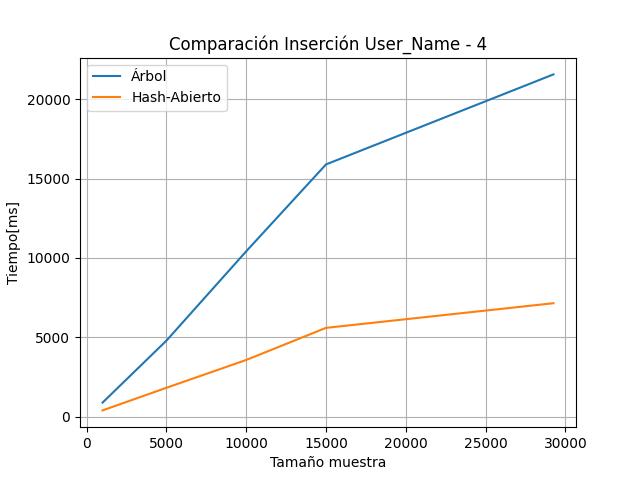 Comparación Inserción User_Name - 4
Árbol
Hash-Abierto
Tiempo[ms]
20000
15000
10000
5000
0
0 5000 10000 15000 20000 25000 30000
Tamaño muestra